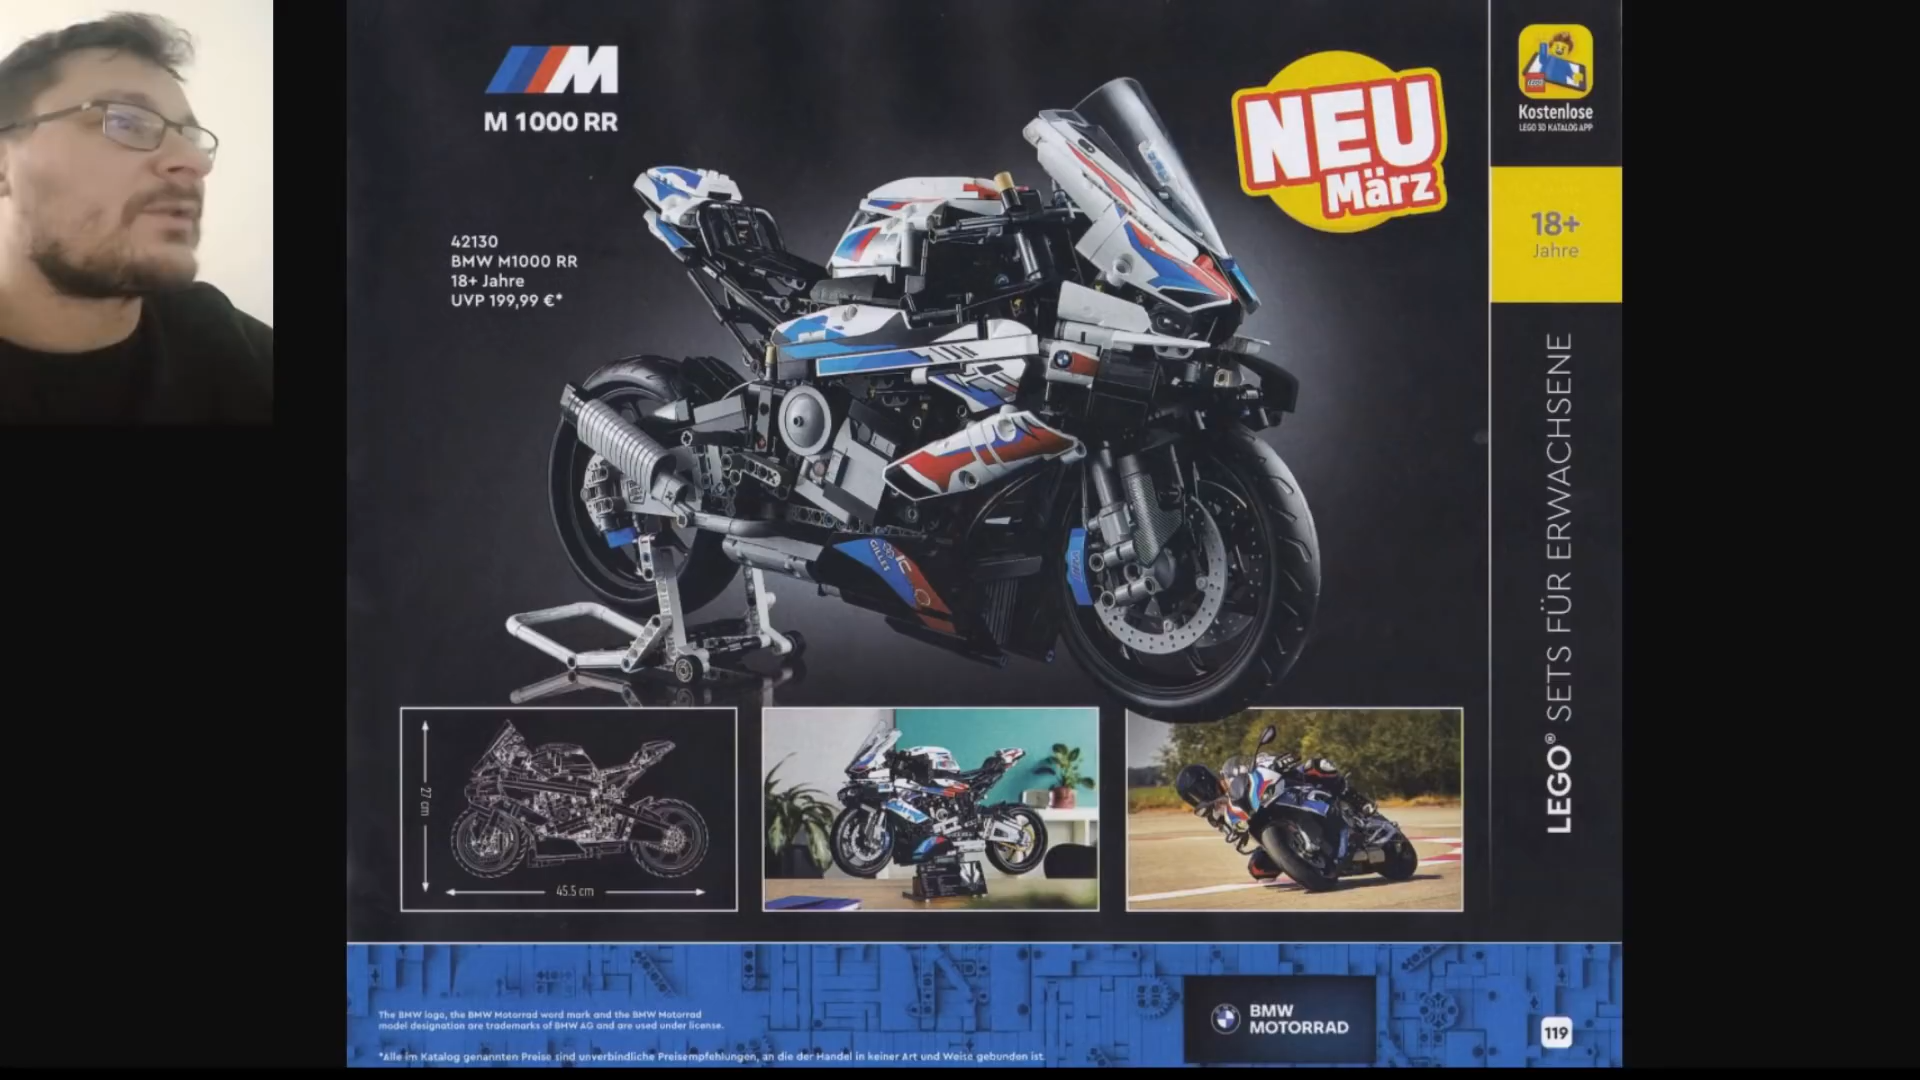 M
M 1000 RR
42130
BMW M1000 RR
18+ Jahre
UVP 199,99 €*
NEU
März
LEGO
Kostenlose
LEGO 3D KATALOG APP
18+
Jahre
LEGO® SETS FÜR ERWACHSENE
GILLES
27 cm
45.5 cm
The BMW logo, the BMW Motorrad word mark and the BMW Motorrad
model designation are trademarks of BMW AG and are used under license.
*Alle im Katalog genannten Preise sind unverbindliche Preisempfehlungen, an die der Handel in keiner Art und Weise gebunden ist.
BMW
MOTORRAD
119